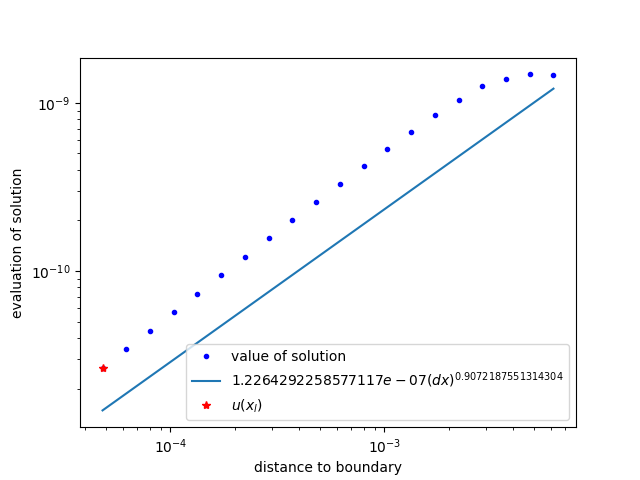 10⁻⁹
10⁻¹⁰
evaluation of solution
value of solution
1.2264292258577117e − 07(dx)^0.9072187551314304
u(x_l)
10⁻⁴
10⁻³
distance to boundary